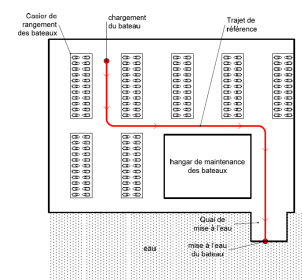 Casier de
rangement
des bateaux
chargement
du bateau
Trajet de
référence
hangar de maintenance
des bateaux
Quai de
mise à l'eau
eau
mise à l'eau
du bateau